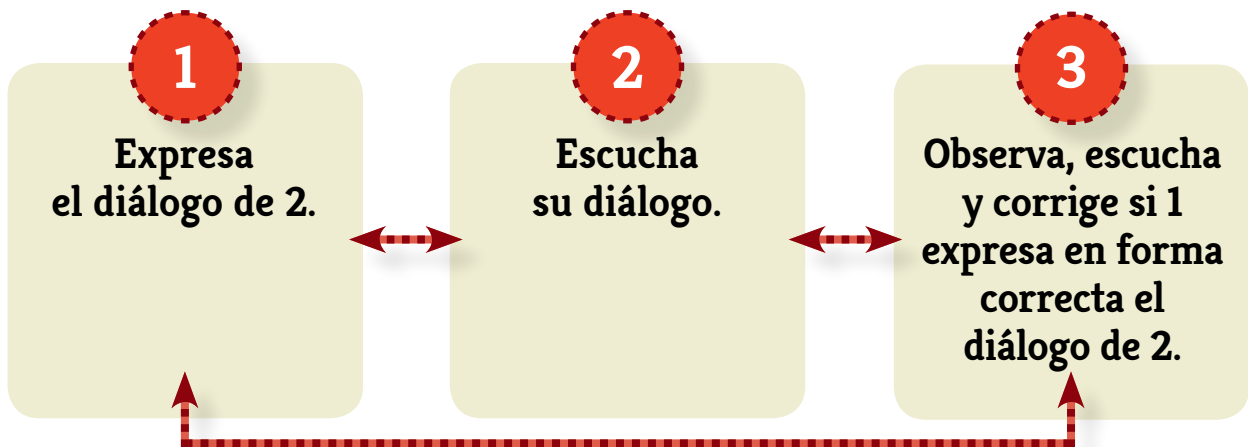 1
Expresa
el diálogo de 2.
2
Escucha
su diálogo.
3
Observa, escucha
y corrige si 1
expresa en forma
correcta el
diálogo de 2.